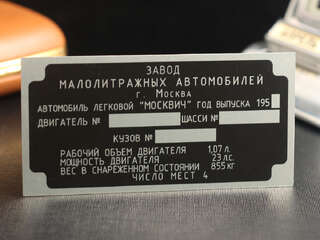 ЗАВОД
МАЛОЛИТРАЖНЫХ АВТОМОБИЛЕЙ
г. Москва
АВТОМОБИЛЬ ЛЕГКОВОЙ "МОСКВИЧ" ГОД ВЫПУСКА 195
ДВИГАТЕЛЬ № ШАССИ №
КУЗОВ №
РАБОЧИЙ ОБЪЕМ ДВИГАТЕЛЯ 1,07 л.
МОЩНОСТЬ ДВИГАТЕЛЯ 23 л.с.
ВЕС В СНАРЯЖЕННОМ СОСТОЯНИИ 855 кг
ЧИСЛО МЕСТ 4